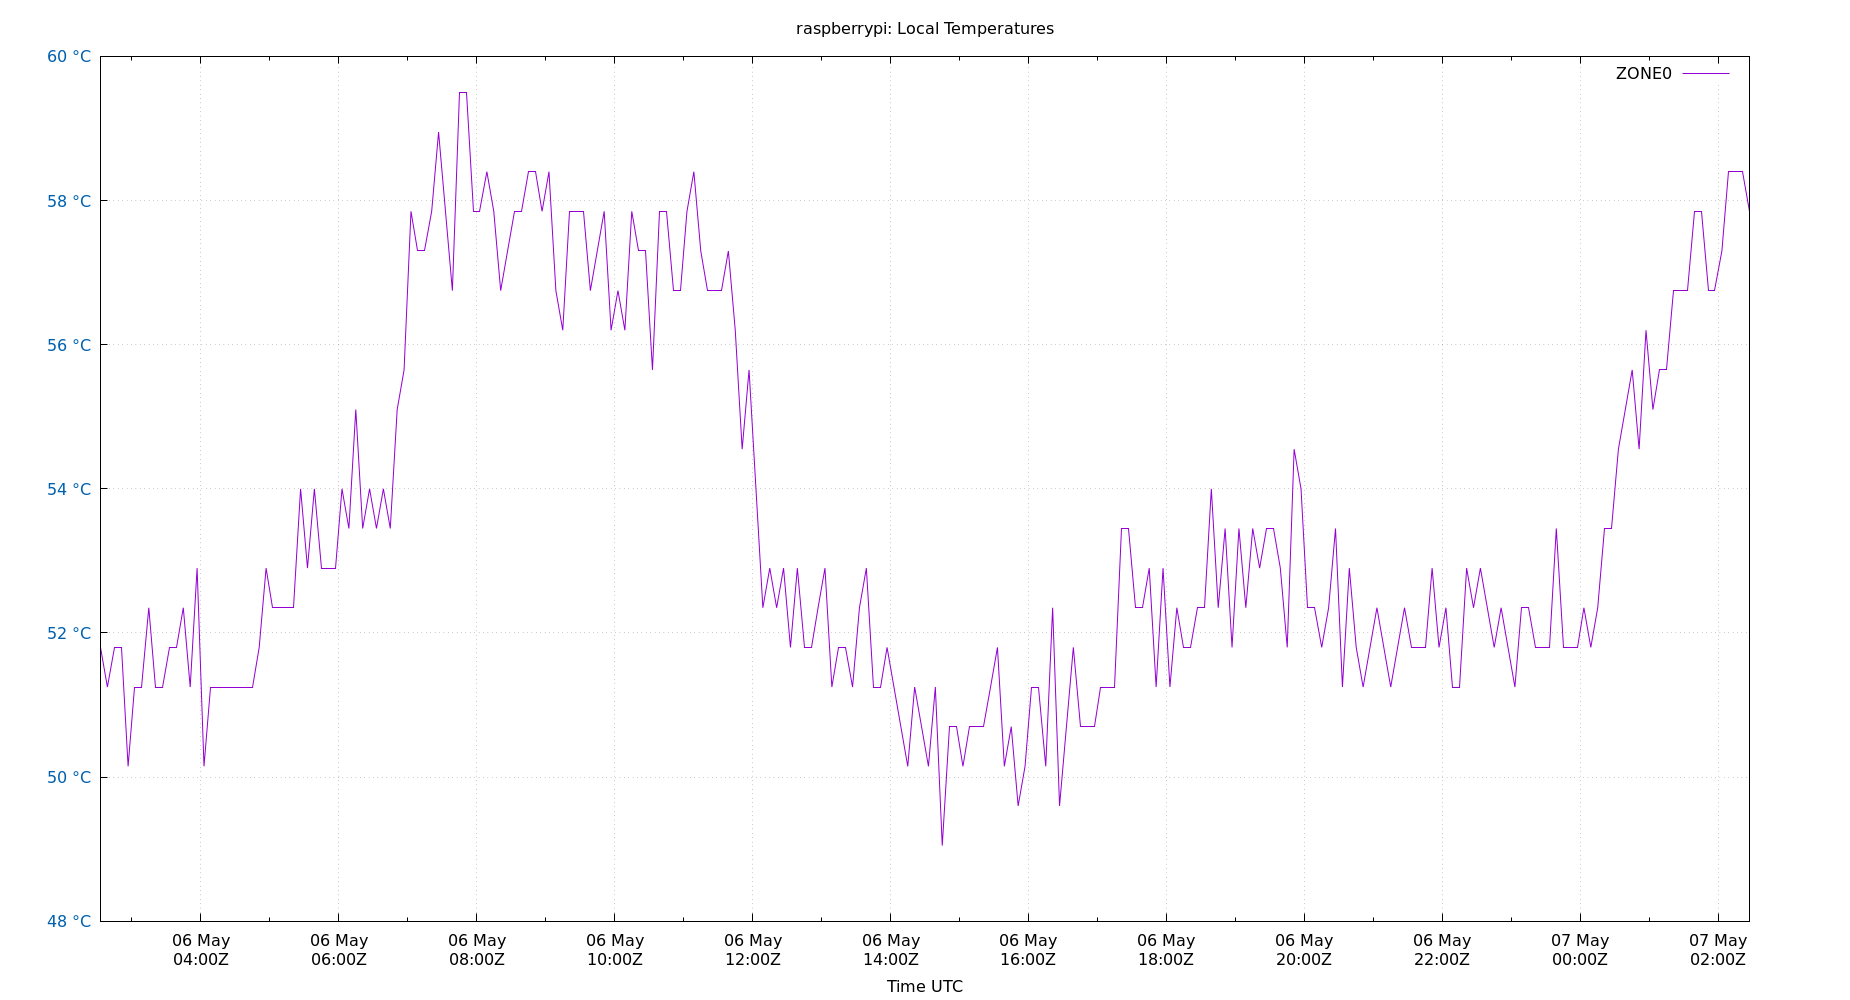 raspberrypi: Local Temperatures
60 °C
ZONE0
58 °C
56 °C
54 °C
52 °C
50 °C
48 °C
06 May 06 May 06 May 06 May 06 May 06 May 06 May 06 May 06 May 06 May 07 May 07 May
04:00Z 06:00Z 08:00Z 10:00Z 12:00Z 14:00Z 16:00Z 18:00Z 20:00Z 22:00Z 00:00Z 02:00Z
Time UTC